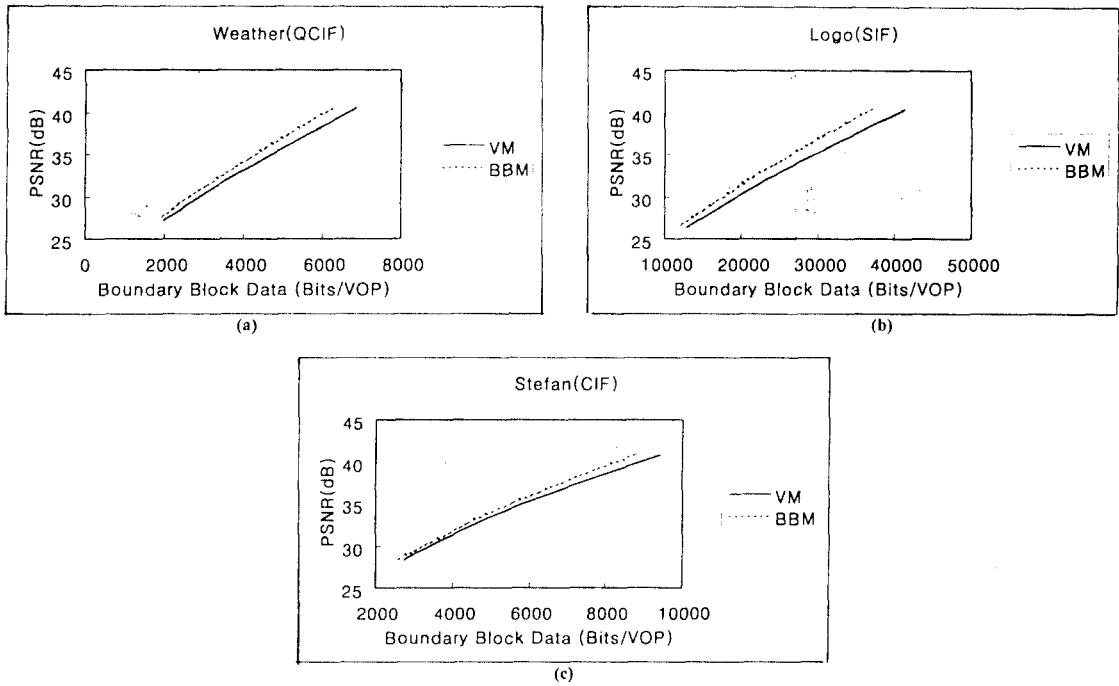 Weather(QCIF)
PSNR(dB)
45
40
35
30
25
0 2000 4000 6000 8000
Boundary Block Data (Bits/VOP)
VM
BBM
(a)
Logo(SIF)
PSNR(dB)
45
40
35
30
25
10000 20000 30000 40000 50000
Boundary Block Data (Bits/VOP)
VM
BBM
(b)
Stefan(CIF)
PSNR(dB)
45
40
35
30
25
2000 4000 6000 8000 10000
Boundary Block Data (Bits/VOP)
VM
BBM
(c)